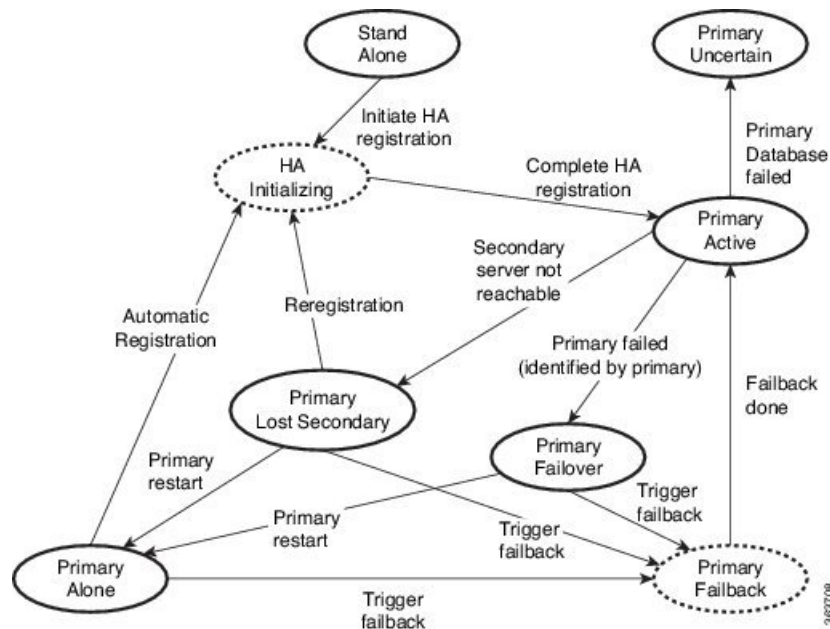 Stand
Alone
Primary
Uncertain
Initiate HA
registration
Primary
Database
failed
HA
Initializing
Complete HA
registration
Primary
Active
Secondary
server not
reachable
Automatic
Registration
Reregistration
Primary failed
(identified by primary)
Failback
done
Primary
Lost Secondary
Primary
Failover
Primary
restart
Primary
restart
Trigger
failback
Trigger
failback
Primary
Alone
Primary
Failback
Trigger
failback